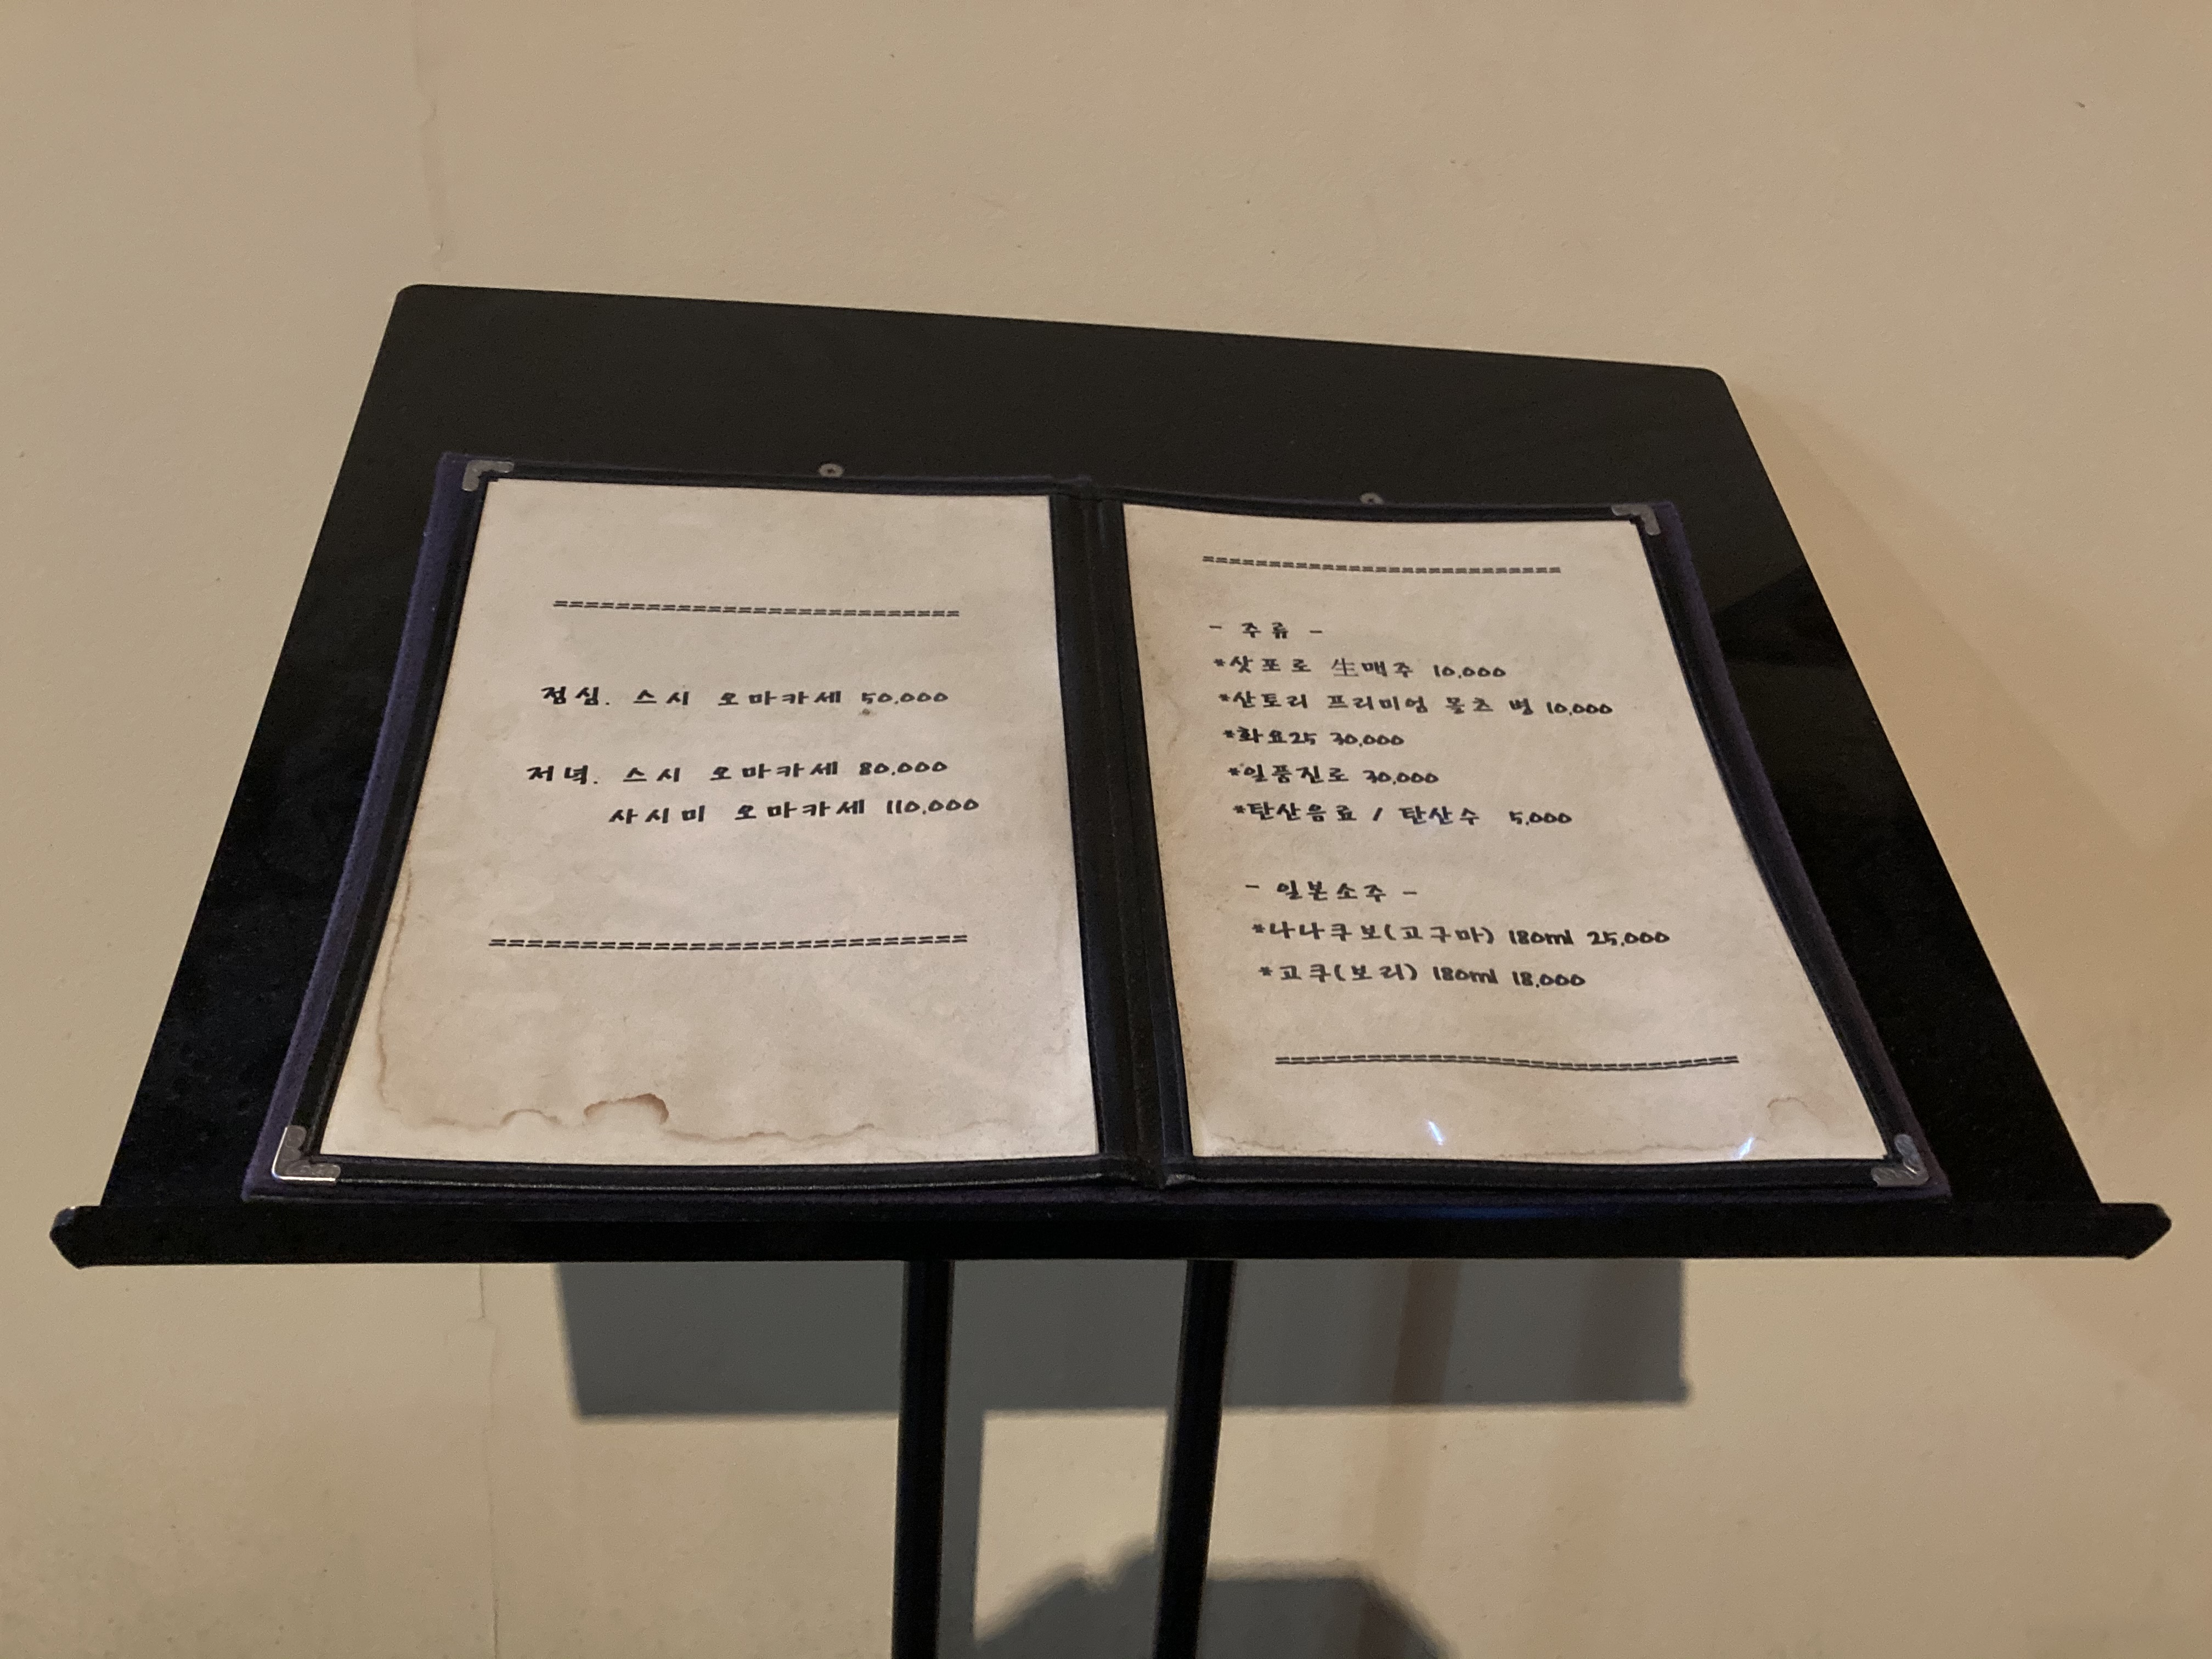 ===========================
점심. 스시 오마카세 50,000
저녁. 스시 오마카세 80,000
사시미 오마카세 110,000
===========================
===========================
- 주류 -
*삿포로 生매주 10,000
*산토리 프리미엄 몰츠 병 10,000
*화요25 30,000
*일품진로 30,000
*탄산음료 / 탄산수 5,000
- 일본소주 -
*나나쿠보(고구마) 180ml 25,000
*고쿠(보리) 180ml 18,000
===========================